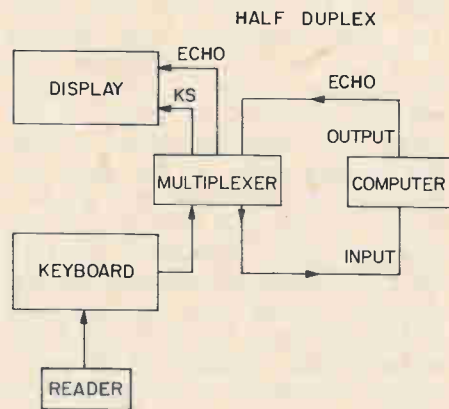 HALF DUPLEX
ECHO
DISPLAY
KS
ECHO
OUTPUT
MULTIPLEXER
COMPUTER
KEYBOARD
INPUT
READER